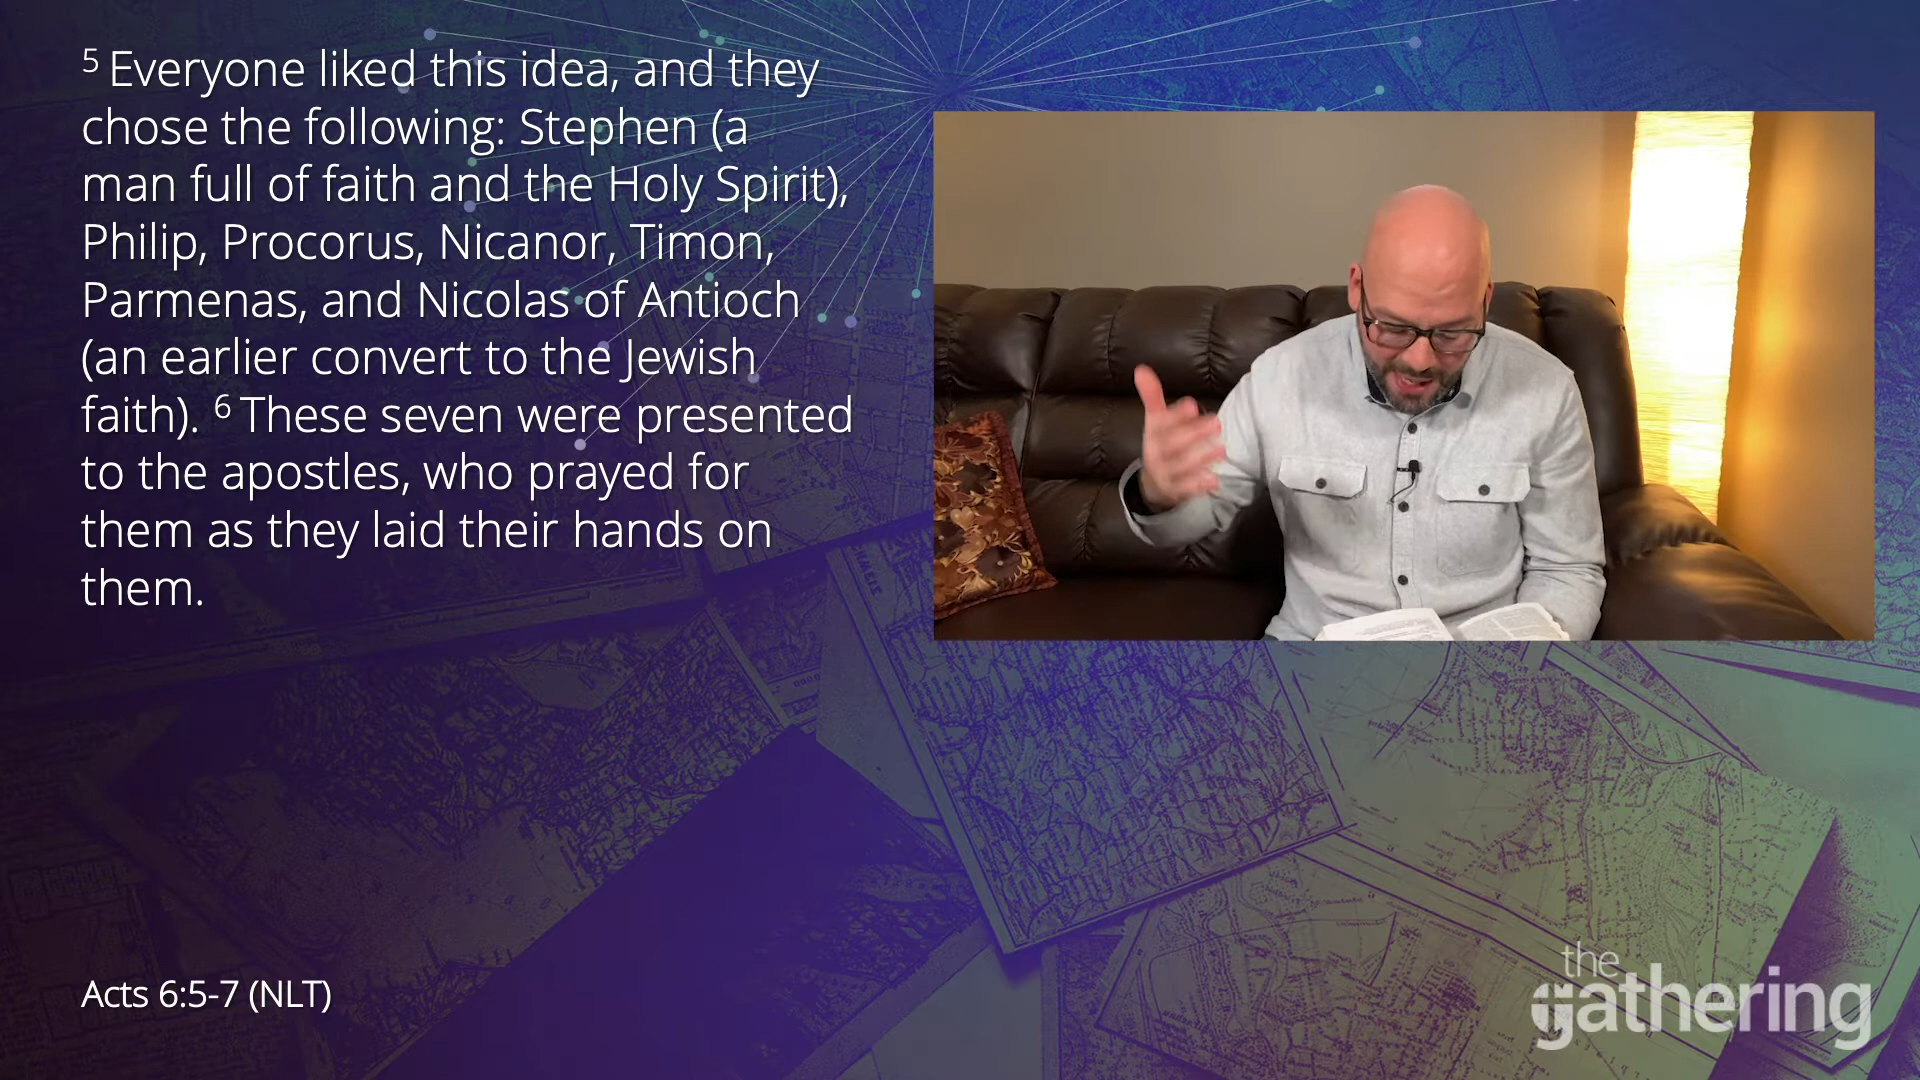 5 Everyone liked this idea, and they
chose the following: Stephen (a
man full of faith and the Holy Spirit),
Philip, Procorus, Nicanor, Timon,
Parmenas, and Nicolas of Antioch
(an earlier convert to the Jewish
faith). 6 These seven were presented
to the apostles, who prayed for
them as they laid their hands on
them.
Acts 6:5-7 (NLT)
the
gathering